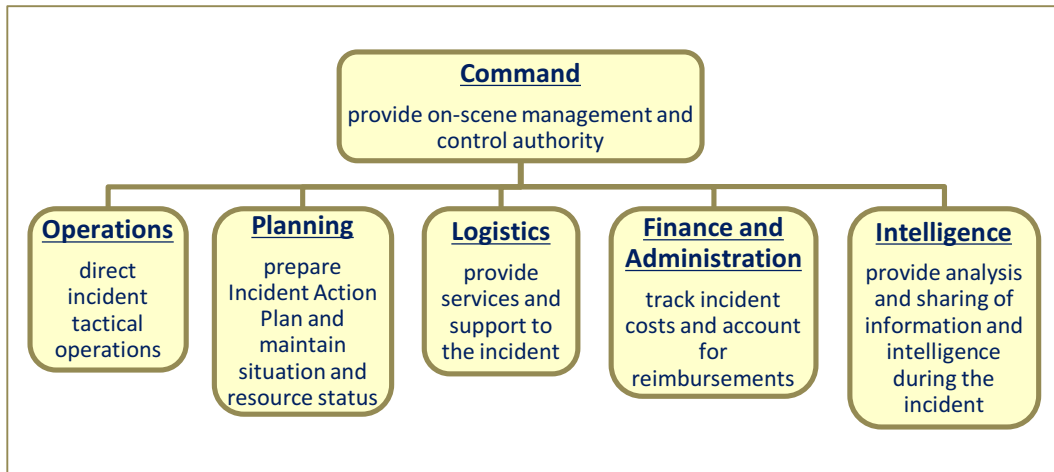 Command
provide on-scene management and
control authority
Operations
direct
incident
tactical
operations
Planning
prepare
Incident Action
Plan and
maintain
situation and
resource status
Logistics
provide
services and
support to
the incident
Finance and
Administration
track incident
costs and account
for
reimbursements
Intelligence
provide analysis
and sharing of
information and
intelligence
during the
incident